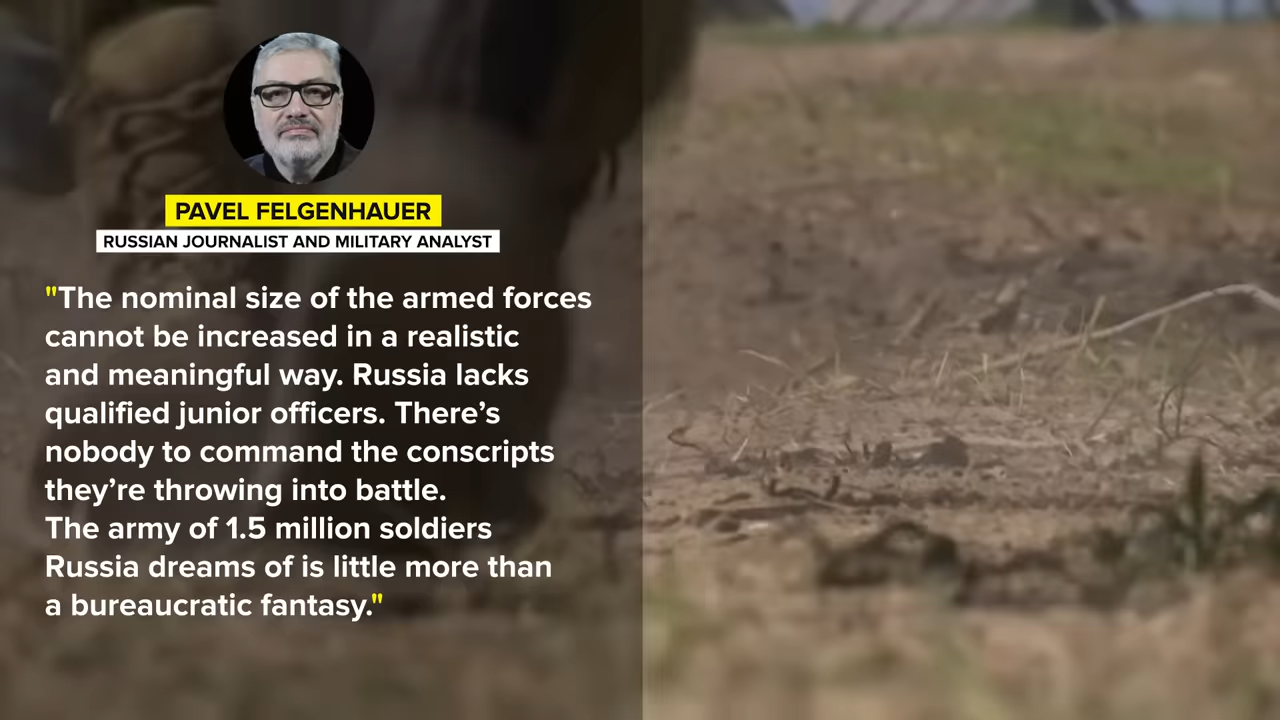 PAVEL FELGENHAUER
RUSSIAN JOURNALIST AND MILITARY ANALYST
"The nominal size of the armed forces
cannot be increased in a realistic
and meaningful way. Russia lacks
qualified junior officers. There’s
nobody to command the conscripts
they’re throwing into battle.
The army of 1.5 million soldiers
Russia dreams of is little more than
a bureaucratic fantasy."